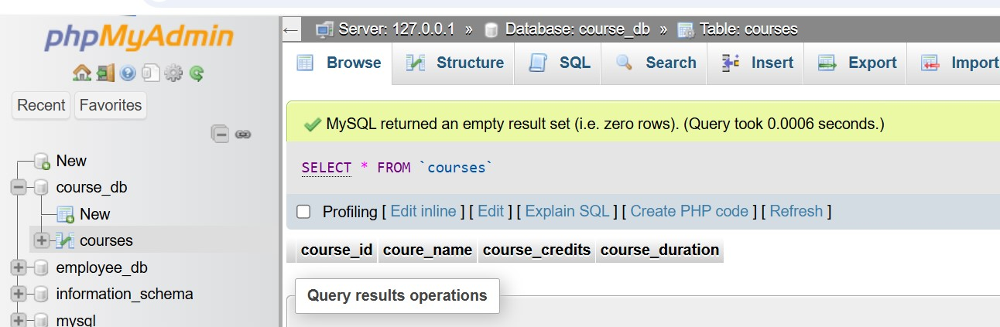 phpMyAdmin
Recent Favorites
New
course_db
New
courses
employee_db
information_schema
mysql
Server: 127.0.0.1 » Database: course_db » Table: courses
Browse Structure SQL Search Insert Export Import
MySQL returned an empty result set (i.e. zero rows). (Query took 0.0006 seconds.)
SELECT * FROM `courses`
Profiling [ Edit inline ] [ Edit ] [ Explain SQL ] [ Create PHP code ] [ Refresh ]
course_id coure_name course_credits course_duration
Query results operations